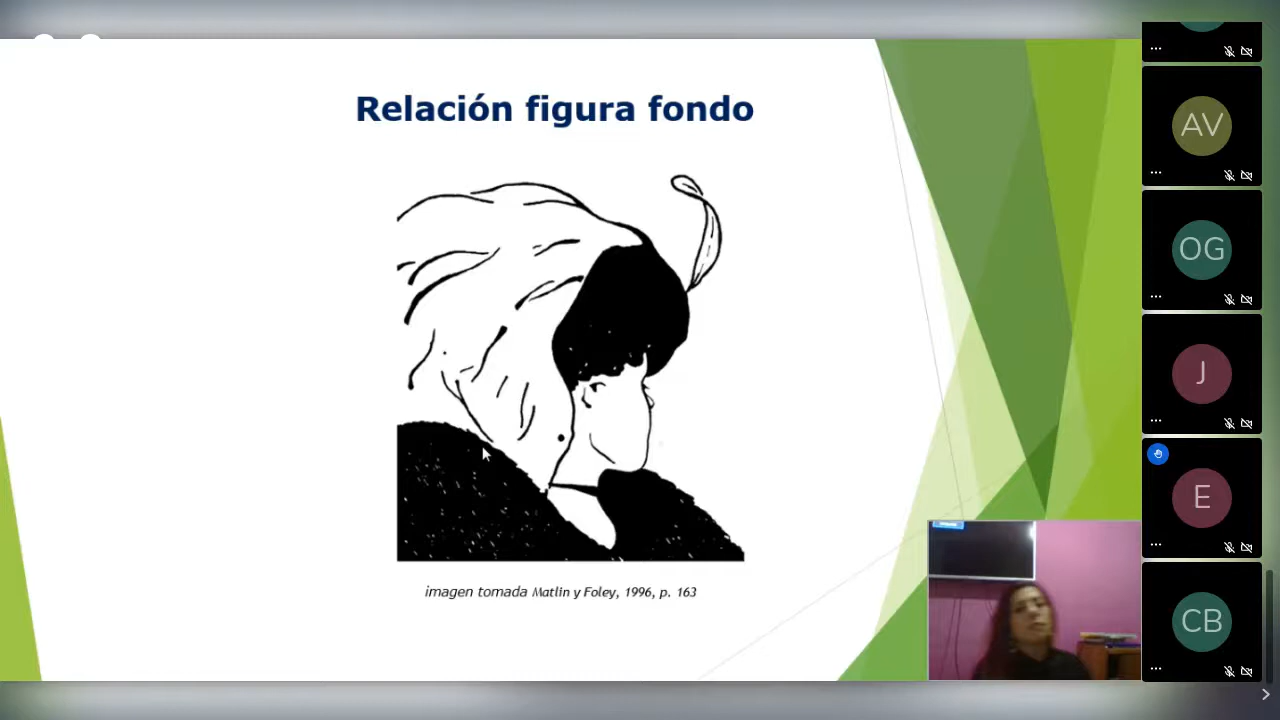 Relación figura fondo
imagen tomada Matlin y Foley, 1996, p. 163
AV
OG
J
E
CB